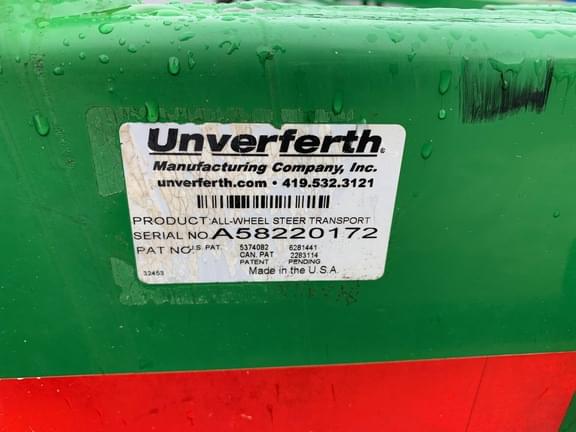 Unverferth®
Manufacturing Company, Inc.
unverferth.com • 419.532.3121
PRODUCT: ALL-WHEEL STEER TRANSPORT
SERIAL NO. A58220172
PAT NO. U.S. PAT. 5374082 6281441
CAN. PAT 2283114
PATENT PENDING
32453 Made in the U.S.A.